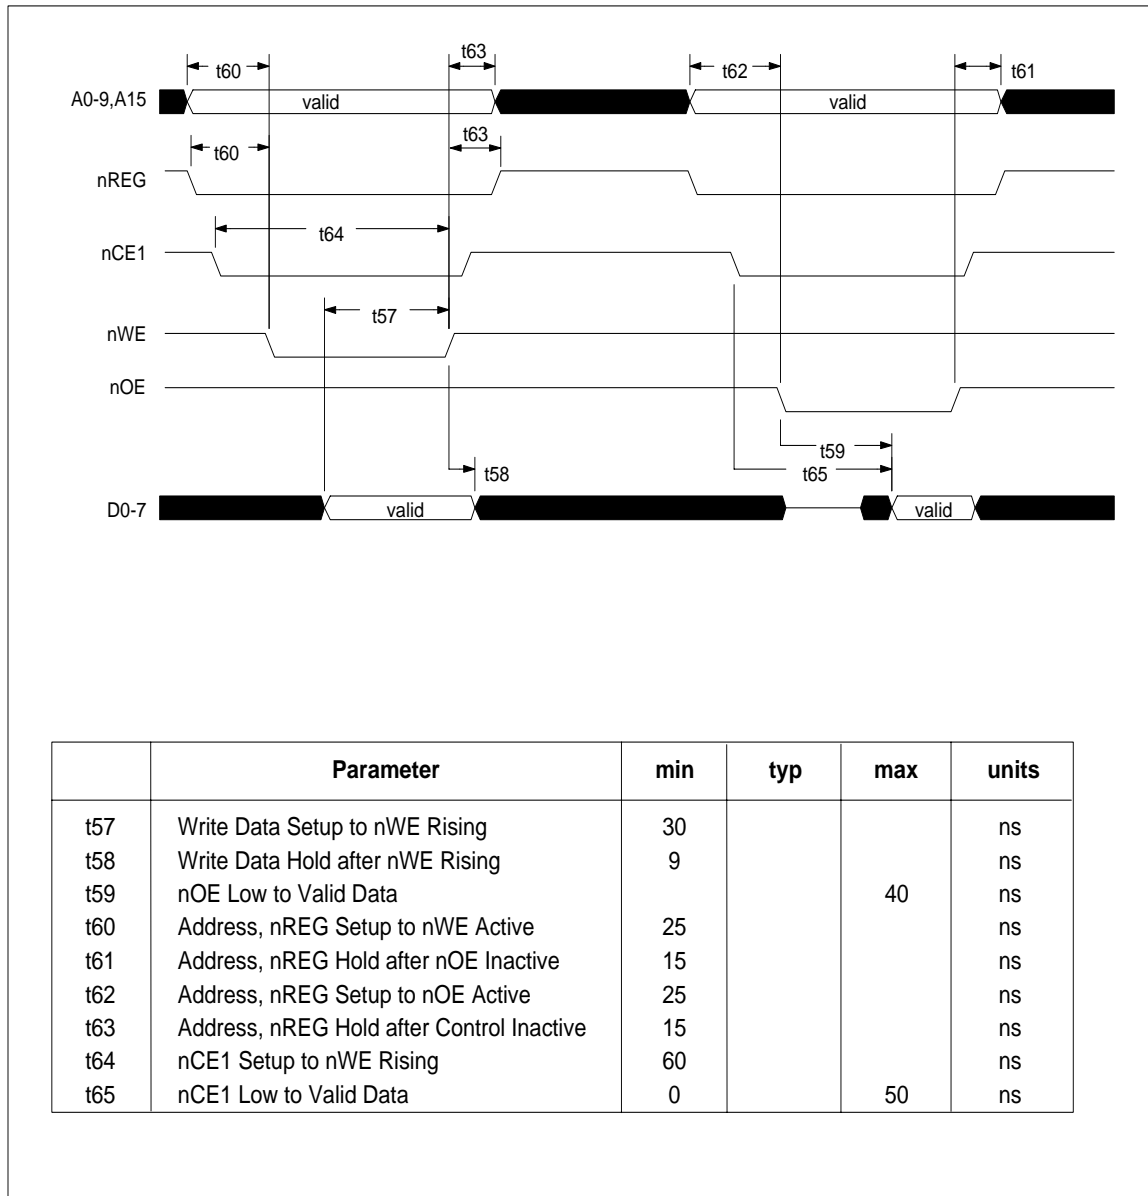 t60 t63 t62 t61
A0-9,A15 valid valid
t60 t63
nREG
t64
nCE1
t57
nWE
nOE
t59
t58 t65
D0-7 valid valid
Parameter min typ max units
t57 Write Data Setup to nWE Rising 30 ns
t58 Write Data Hold after nWE Rising 9 ns
t59 nOE Low to Valid Data 40 ns
t60 Address, nREG Setup to nWE Active 25 ns
t61 Address, nREG Hold after nOE Inactive 15 ns
t62 Address, nREG Setup to nOE Active 25 ns
t63 Address, nREG Hold after Control Inactive 15 ns
t64 nCE1 Setup to nWE Rising 60 ns
t65 nCE1 Low to Valid Data 0 50 ns